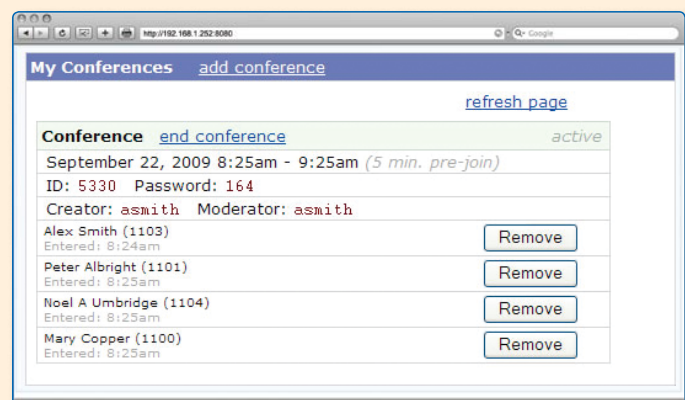 http://192.168.1.252:8080
Google
My Conferences add conference
refresh page
Conference end conference active
September 22, 2009 8:25am - 9:25am (5 min. pre-join)
ID: 5330 Password: 164
Creator: asmith Moderator: asmith
Alex Smith (1103)
Entered: 8:24am
Remove
Peter Albright (1101)
Entered: 8:25am
Remove
Noel A Umbridge (1104)
Entered: 8:25am
Remove
Mary Copper (1100)
Entered: 8:25am
Remove